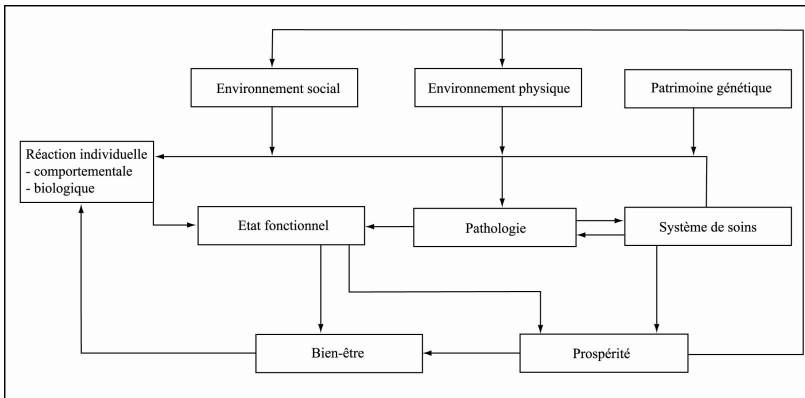 Environnement social
Environnement physique
Patrimoine génétique
Réaction individuelle
- comportementale
- biologique
Etat fonctionnel
Pathologie
Système de soins
Bien-être
Prospérité